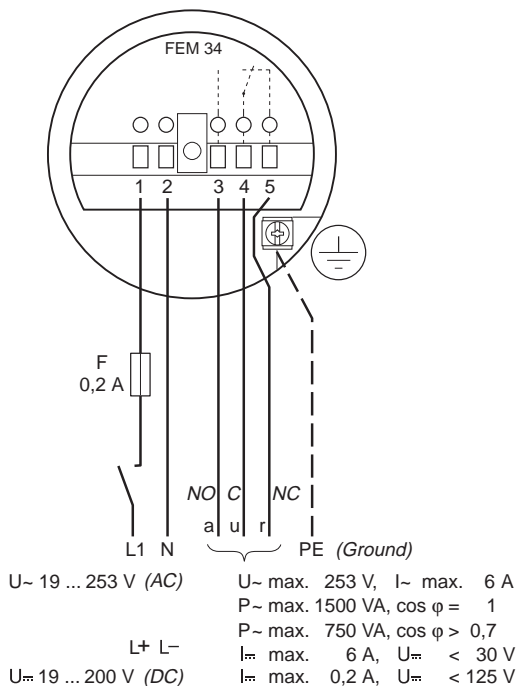 FEM 34
1 2 3 4 5
F
0,2 A
NO C NC
a u r
L1 N PE (Ground)
U~ 19 ... 253 V (AC) U~ max. 253 V, I~ max. 6 A
P~ max. 1500 VA, cos φ = 1
P~ max. 750 VA, cos φ > 0,7
L+ L– I⎓ max. 6 A, U⎓ < 30 V
U⎓ 19 ... 200 V (DC) I⎓ max. 0,2 A, U⎓ < 125 V